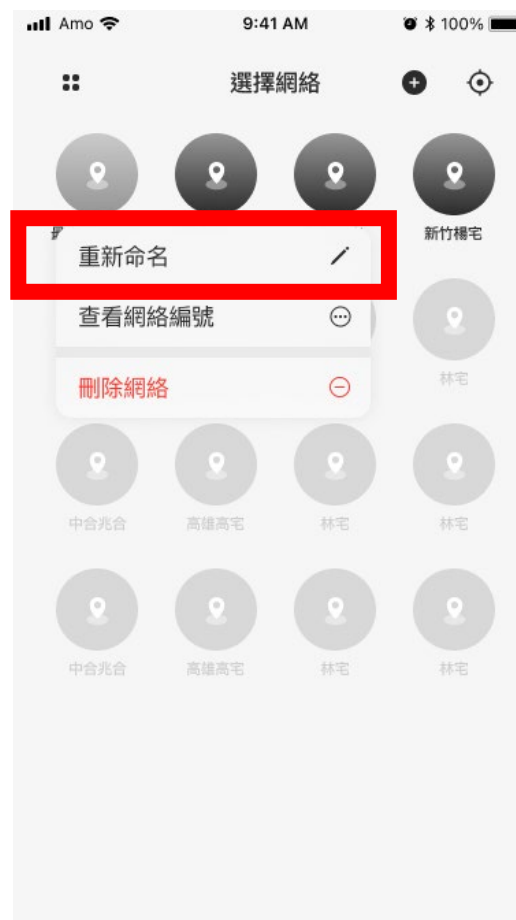 Amo
9:41 AM
100%
選擇網絡
新竹楊宅
重新命名
查看網絡編號
林宅
刪除網絡
中合兆合
高雄高宅
林宅
林宅
中合兆合
高雄高宅
林宅
林宅